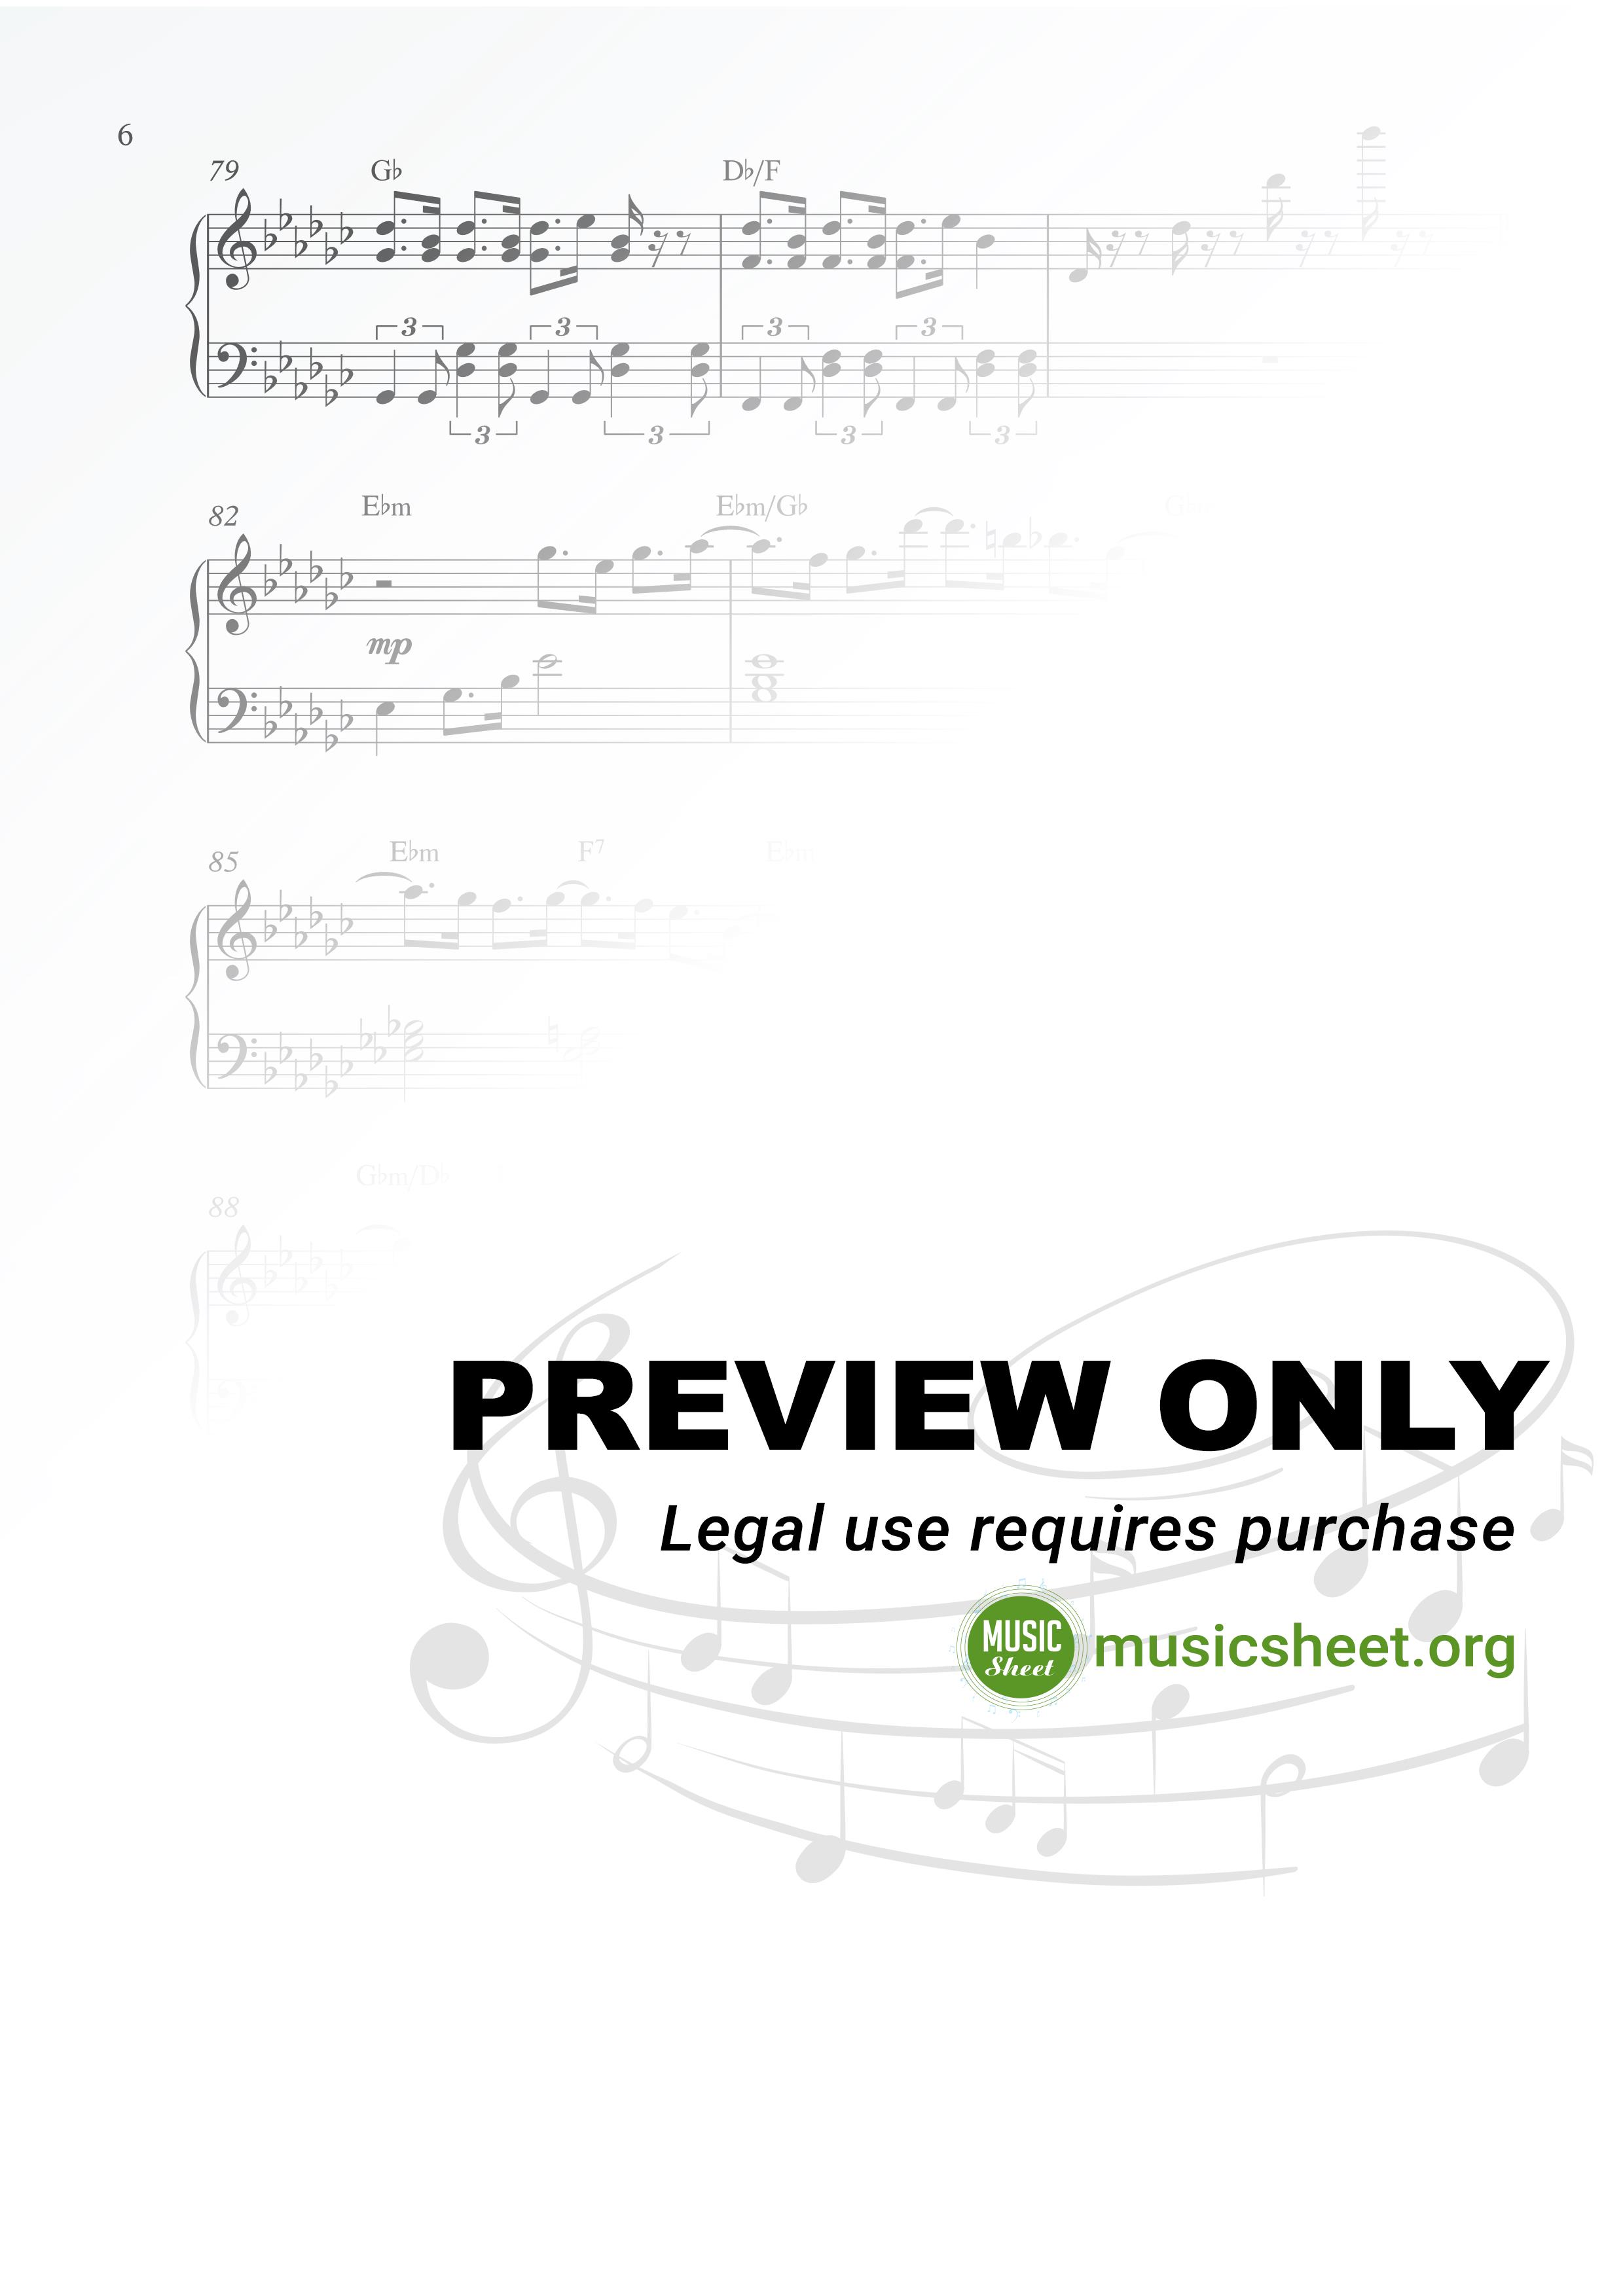 6
79 G♭ D♭/F
3 3 3 3
3 3 3 3
82 E♭m E♭m/G♭
mp
85 E♭m F7 E♭m
88 G♭m/D♭
PREVIEW ONLY
Legal use requires purchase
MUSIC
Sheet
musicsheet.org